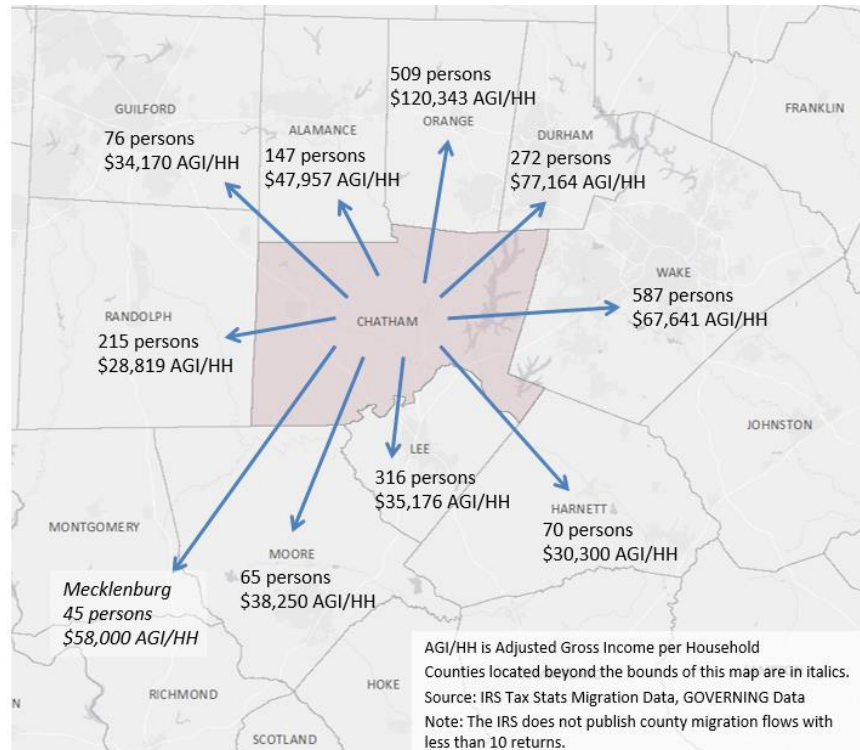 509 persons
$120,343 AGI/HH
ORANGE
GUILFORD
76 persons
$34,170 AGI/HH
ALAMANCE
147 persons
$47,957 AGI/HH
DURHAM
272 persons
$77,164 AGI/HH
FRANKLIN
WAKE
587 persons
$67,641 AGI/HH
RANDOLPH
215 persons
$28,819 AGI/HH
CHATHAM
JOHNSTON
LEE
316 persons
$35,176 AGI/HH
HARNETT
70 persons
$30,300 AGI/HH
MONTGOMERY
MOORE
65 persons
$38,250 AGI/HH
Mecklenburg
45 persons
$58,000 AGI/HH
RICHMOND
HOKE
SCOTLAND
N
AGI/HH is Adjusted Gross Income per Household
Counties located beyond the bounds of this map are in italics.
Source: IRS Tax Stats Migration Data, GOVERNING Data
Note: The IRS does not publish county migration flows with
less than 10 returns.